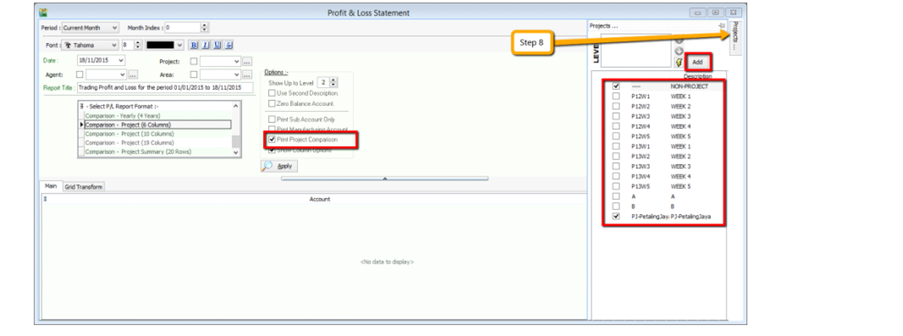 Profit & Loss Statement
Period : Current Month Month Index : 0
Projects ...
Font : Tahoma 8 B I U S
Step 8
Projects ...
LEVE
Date : 18/11/2015 Project:
Add
Agent: Area:
Report Title Trading Profit and Loss for the period 01/01/2015 to 18/11/2015
Options :-
Show Up to Level 2
Use Second Description.
Zero Balance Account.
Print Sub Account Only
Print Manufacturing Account
Print Project Comparison
Show Column Options
Apply
- Select P/L Report Format :-
Comparison - Yearly (4 Years)
Comparison - Project (6 Columns)
Comparison - Project (10 Columns)
Comparison - Project (19 Columns)
Comparison - Project Summary (20 Rows)
Description
---- NON-PROJECT
P12W1 WEEK 1
P12W2 WEEK 2
P12W3 WEEK 3
P12W4 WEEK 4
P12W5 WEEK 5
P13W1 WEEK 1
P13W2 WEEK 2
P13W3 WEEK 3
P13W4 WEEK 4
P13W5 WEEK 5
A A
B B
PJ-PetalingJay. PJ-PetalingJaya
Main Grid Transform
Account
<No data to display>